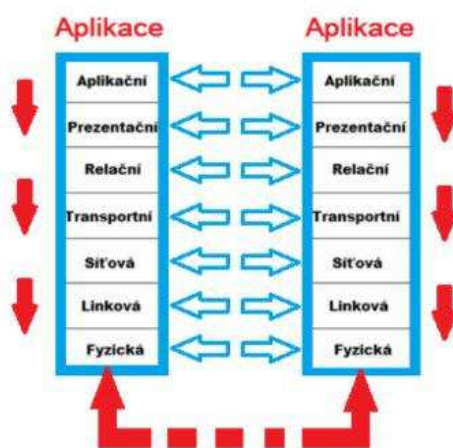 Aplikace
Aplikační
Prezentační
Relační
Transportní
Síťová
Linková
Fyzická
Aplikace
Aplikační
Prezentační
Relační
Transportní
Síťová
Linková
Fyzická